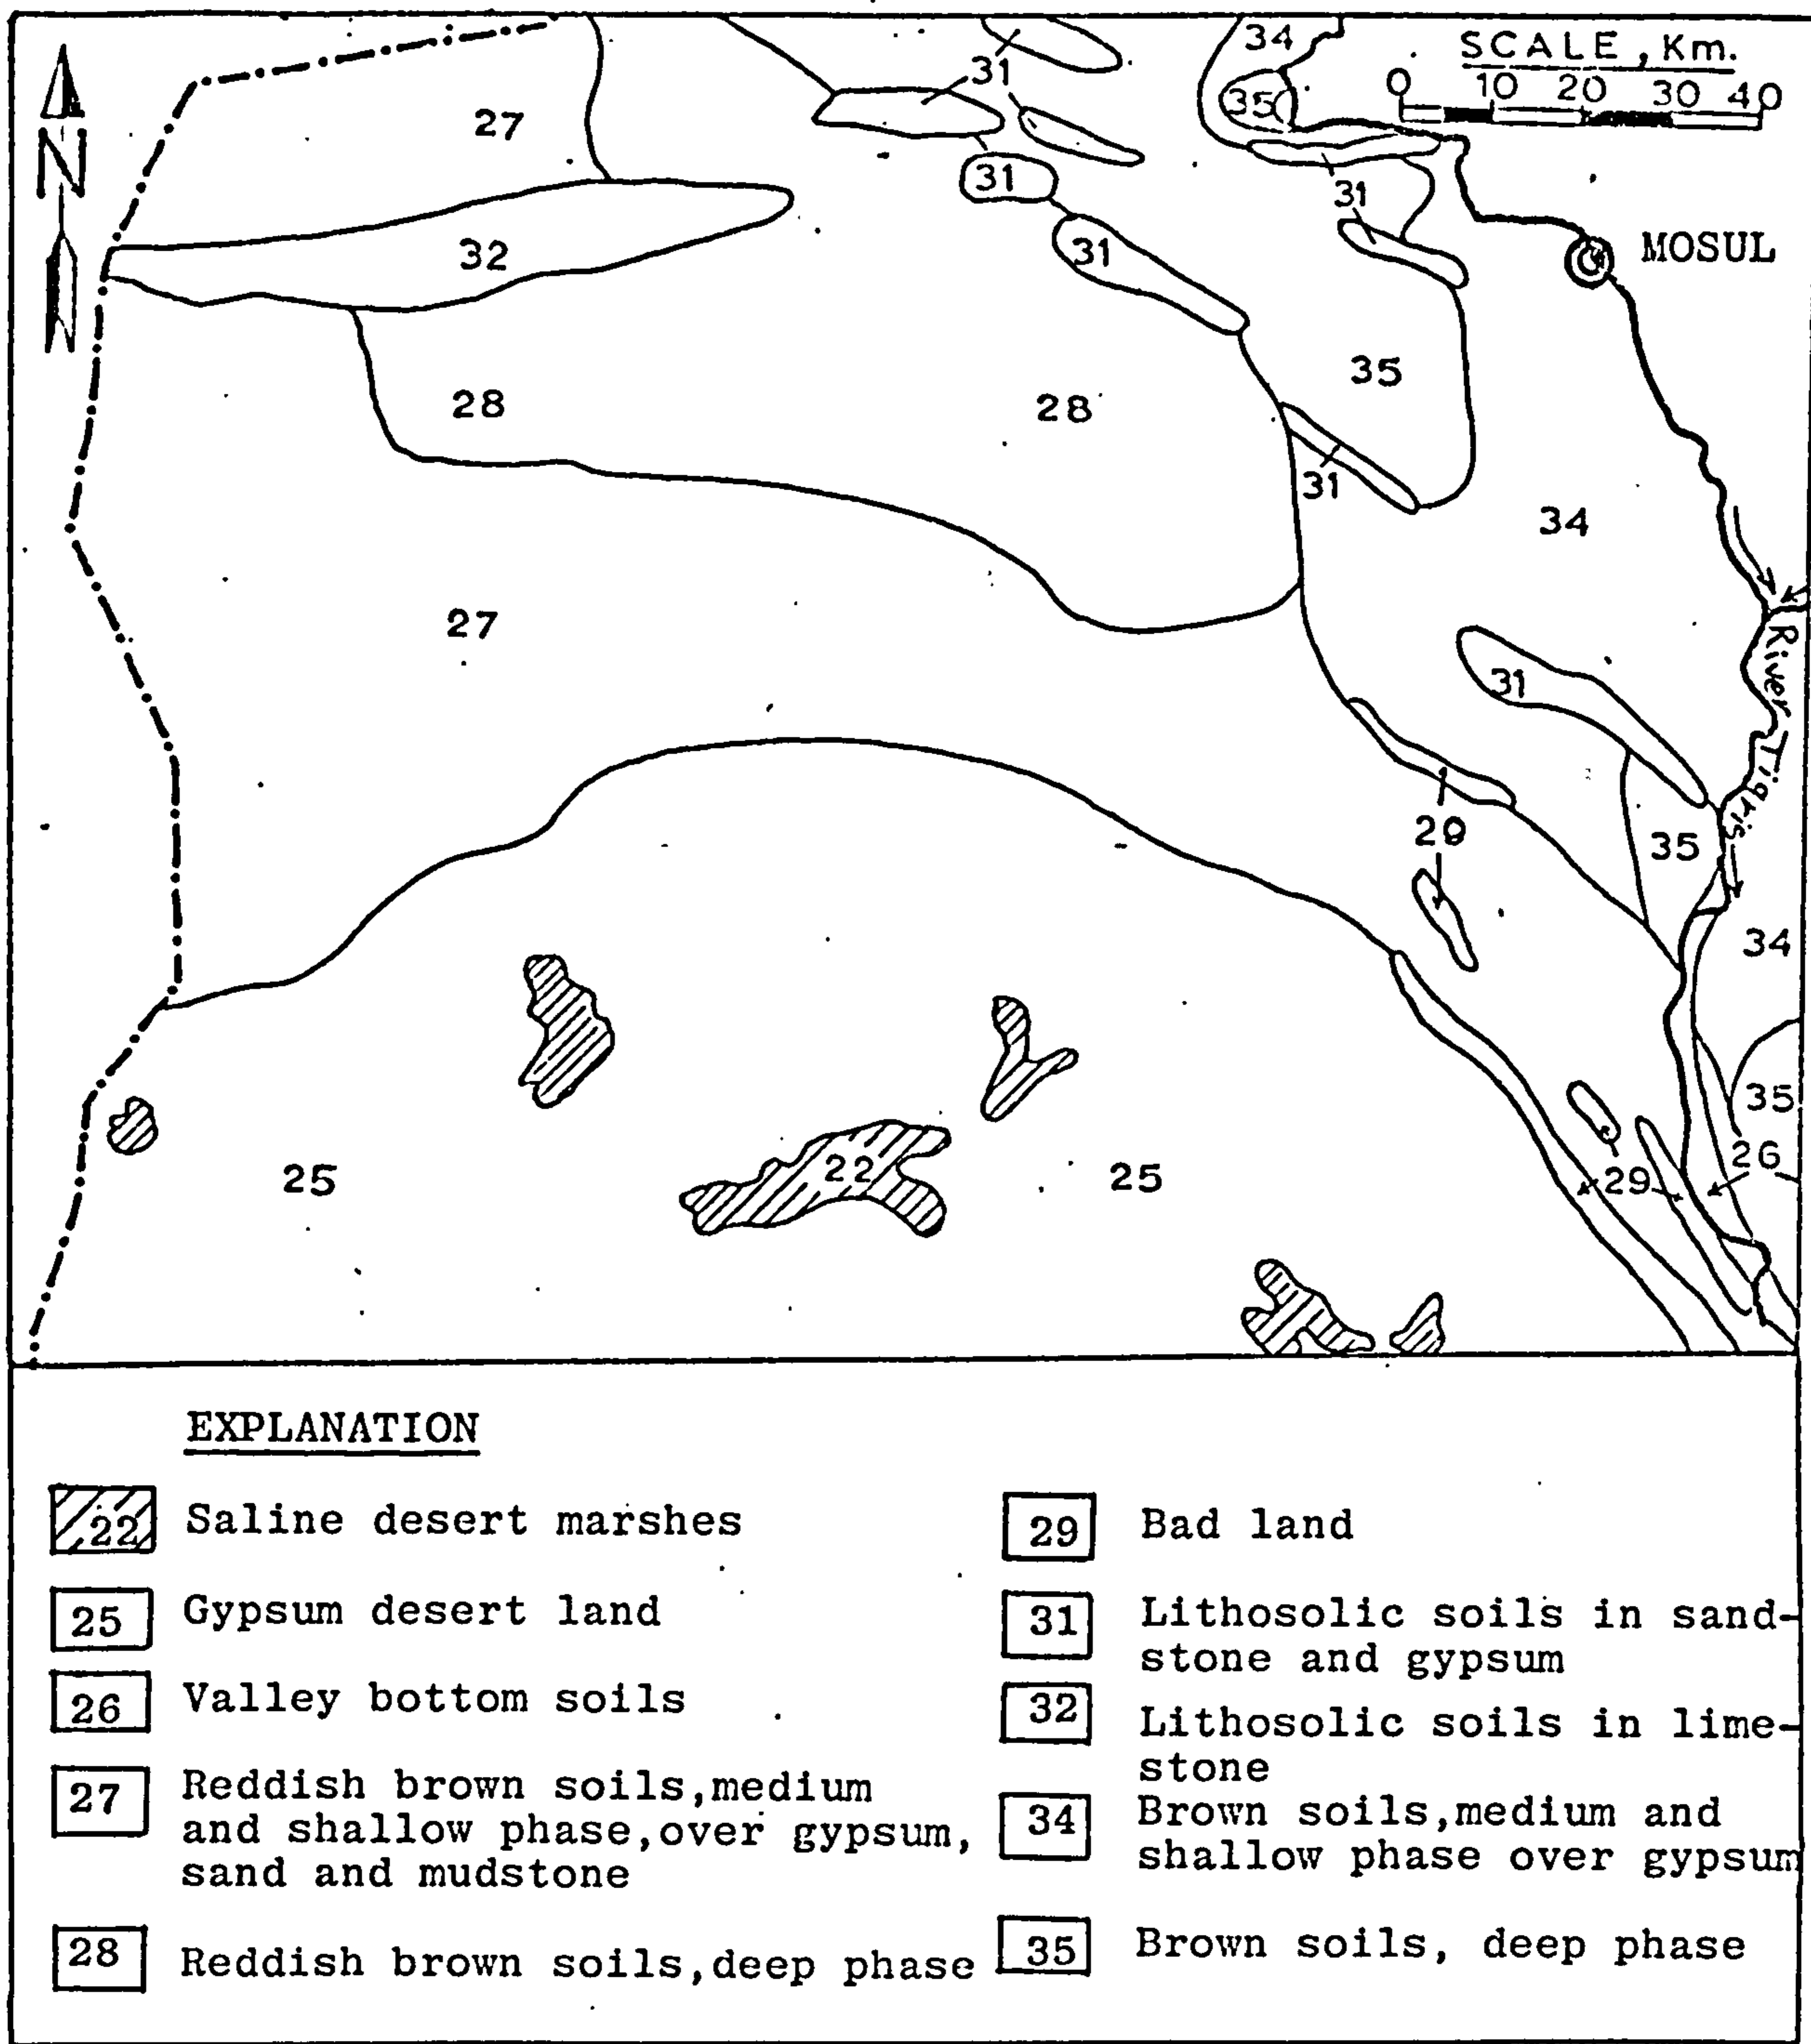 N
SCALE , Km.
0 10 20 30 40
34
31
35
27
31
31
MOSUL
32
31
28
28
35
31
34
27
31
River Tigris
29
35
34
35
26
25
22
25
29
EXPLANATION
22 Saline desert marshes
25 Gypsum desert land
26 Valley bottom soils
27 Reddish brown soils,medium
and shallow phase,over gypsum,
sand and mudstone
28 Reddish brown soils,deep phase
29 Bad land
31 Lithosolic soils in sand-
stone and gypsum
32 Lithosolic soils in lime-
stone
34 Brown soils,medium and
shallow phase over gypsum
35 Brown soils, deep phase